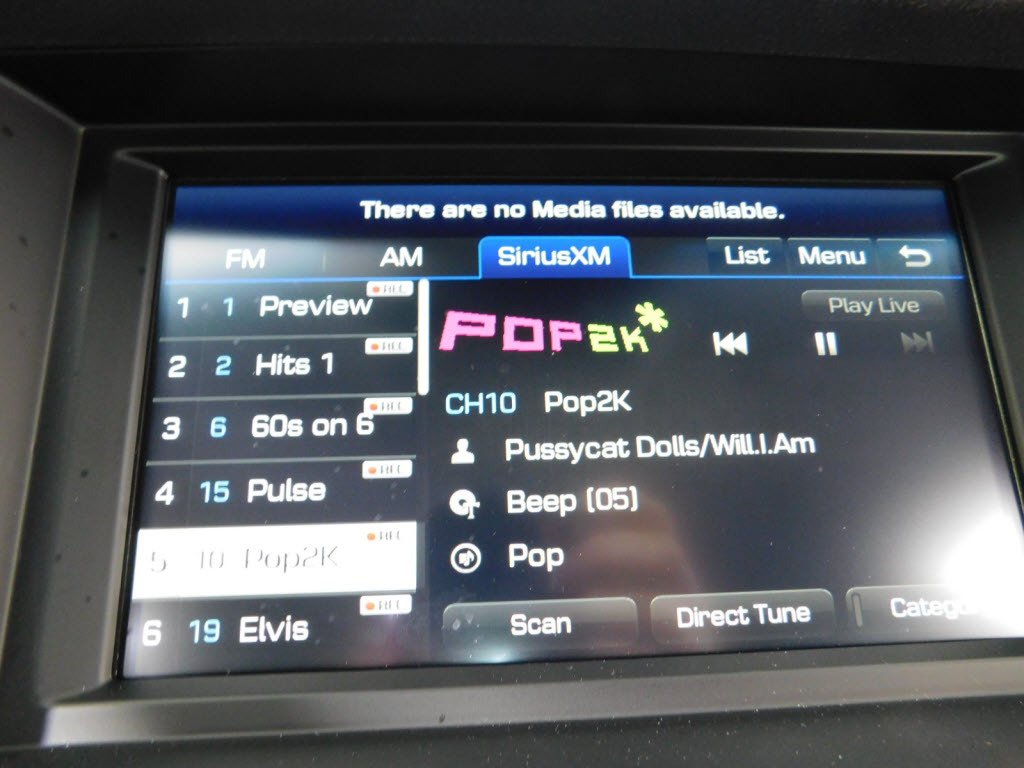 There are no Media files available.
FM AM SiriusXM List Menu
1 1 Preview REC
2 2 Hits 1 REC
3 6 60s on 6 REC
4 15 Pulse REC
5 10 Pop2K REC
6 19 Elvis REC
Play Live
POP2K*
CH10 Pop2K
Pussycat Dolls/Will.I.Am
Beep (05)
Pop
Scan Direct Tune